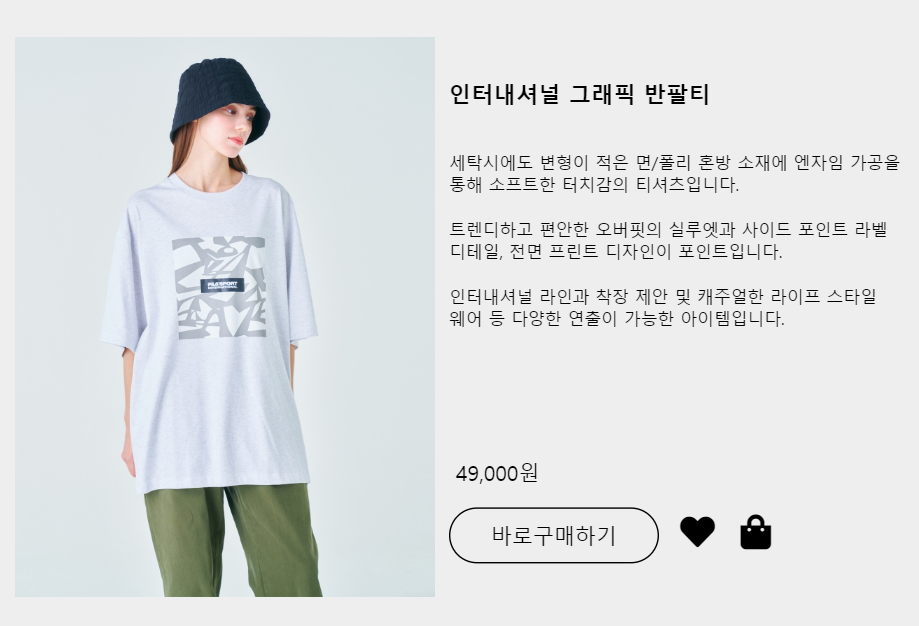 인터내셔널 그래픽 반팔티
세탁시에도 변형이 적은 면/폴리 혼방 소재에 엔자임 가공을
통해 소프트한 터치감의 티셔츠입니다.
트렌디하고 편안한 오버핏의 실루엣과 사이드 포인트 라벨
디테일, 전면 프린트 디자인이 포인트입니다.
인터내셔널 라인과 착장 제안 및 캐주얼한 라이프 스타일
웨어 등 다양한 연출이 가능한 아이템입니다.
49,000원
바로구매하기